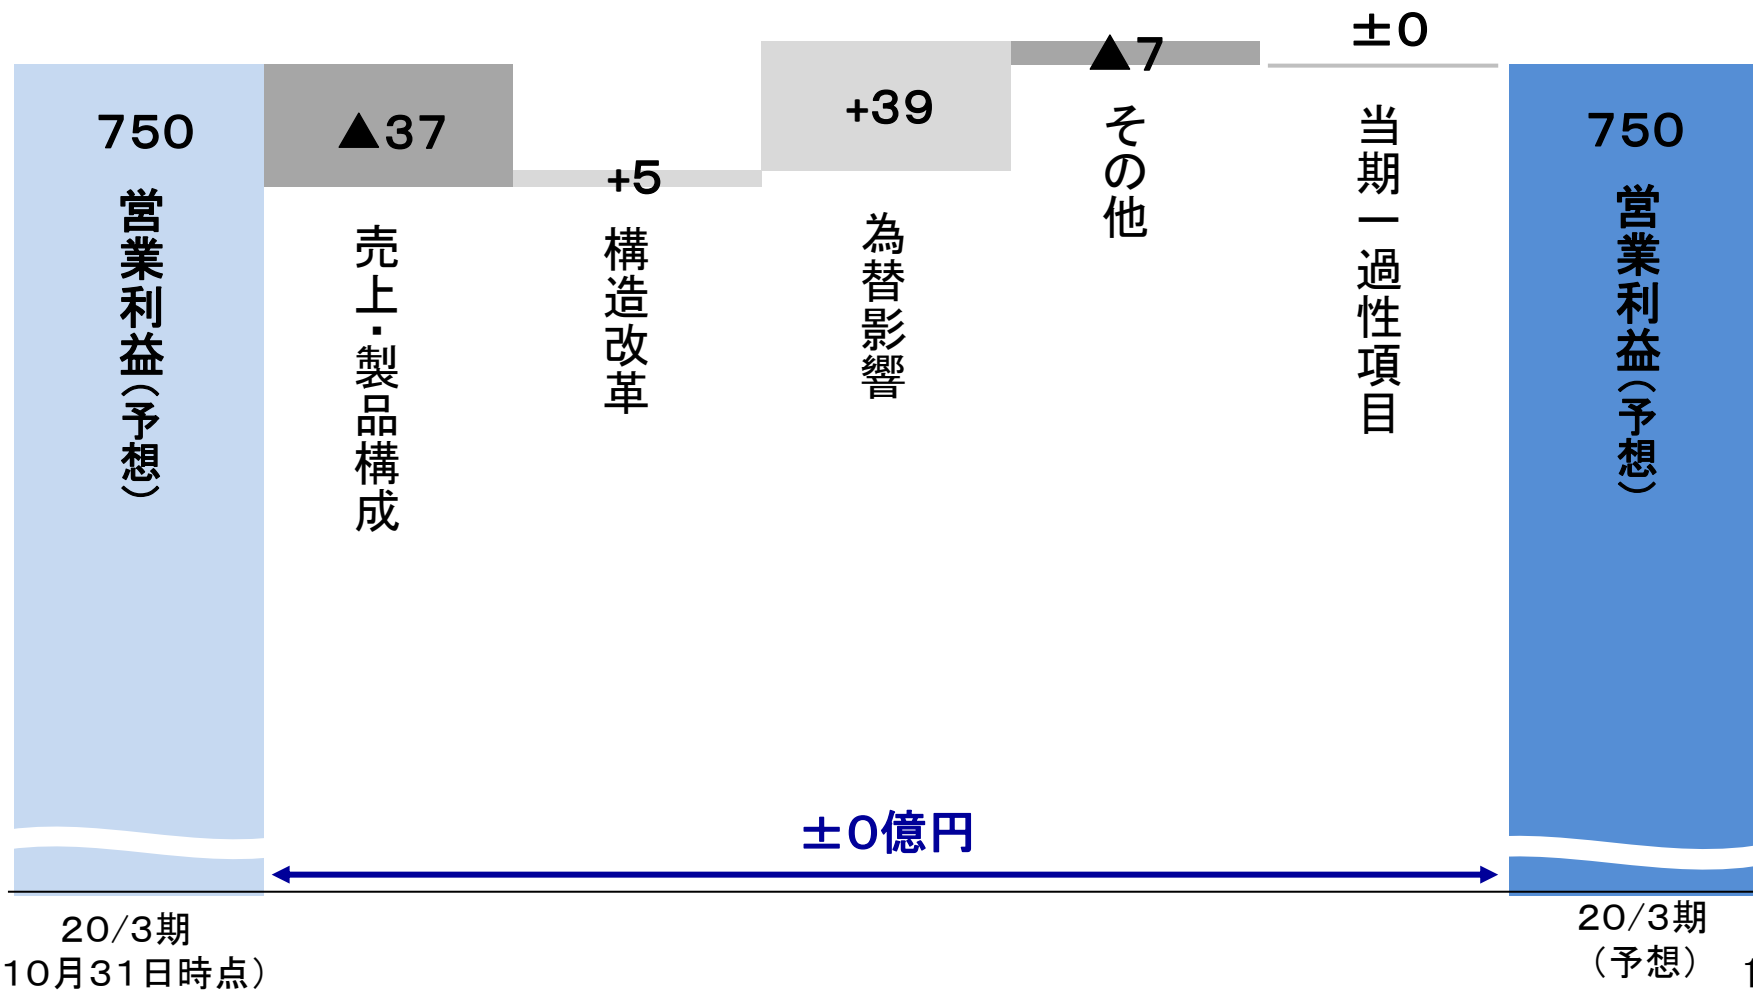 750
営業利益(予想)
▲37
売上・製品構成
+5
構造改革
+39
為替影響
▲7
その他
±0
当期一過性項目
750
営業利益(予想)
±0億円
20/3期
10月31日時点）
20/3期
（予想）